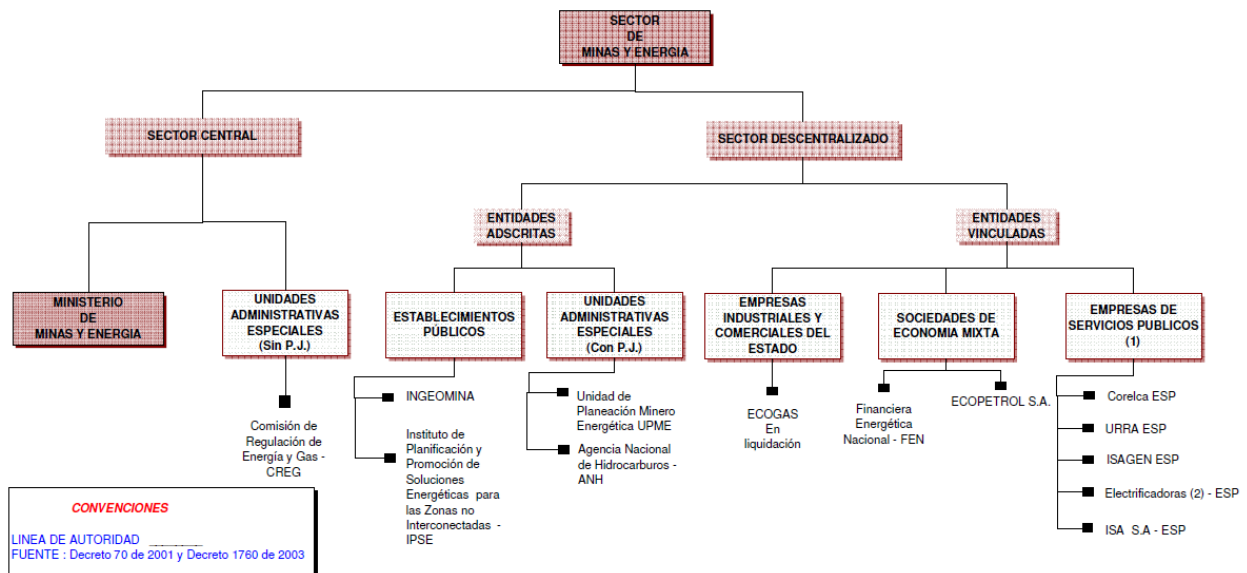 SECTOR
DE
MINAS Y ENERGIA
SECTOR CENTRAL
SECTOR DESCENTRALIZADO
ENTIDADES
ADSCRITAS
ENTIDADES
VINCULADAS
MINISTERIO
DE
MINAS Y ENERGIA
UNIDADES
ADMINISTRATIVAS
ESPECIALES
(Sin P.J.)
ESTABLECIMIENTOS
PÚBLICOS
UNIDADES
ADMINISTRATIVAS
ESPECIALES
(Con P.J.)
EMPRESAS
INDUSTRIALES Y
COMERCIALES DEL
ESTADO
SOCIEDADES DE
ECONOMIA MIXTA
EMPRESAS DE
SERVICIOS PUBLICOS
(1)
Comisión de
Regulación de
Energía y Gas -
CREG
INGEOMINA
Instituto de
Planificación y
Promoción de
Soluciones
Energéticas para
las Zonas no
Interconectadas -
IPSE
Unidad de
Planeación Minero
Energética UPME
Agencia Nacional
de Hidrocarburos -
ANH
ECOGAS
En
liquidación
Financiera
Energética
Nacional - FEN
ECOPETROL S.A.
Corelca ESP
URRA ESP
ISAGEN ESP
Electrificadoras (2) - ESP
ISA S.A - ESP
CONVENCIONES
LINEA DE AUTORIDAD ______
FUENTE : Decreto 70 de 2001 y Decreto 1760 de 2003